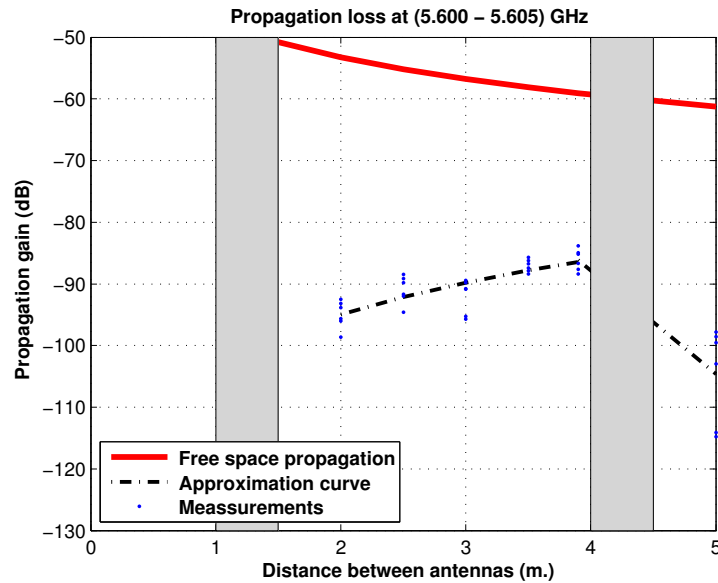 Propagation loss at (5.600 − 5.605) GHz
Propagation gain (dB)
−50
−60
−70
−80
−90
−100
−110
−120
−130
Free space propagation
Approximation curve
Meassurements
0
1
2
3
4
5
Distance between antennas (m.)